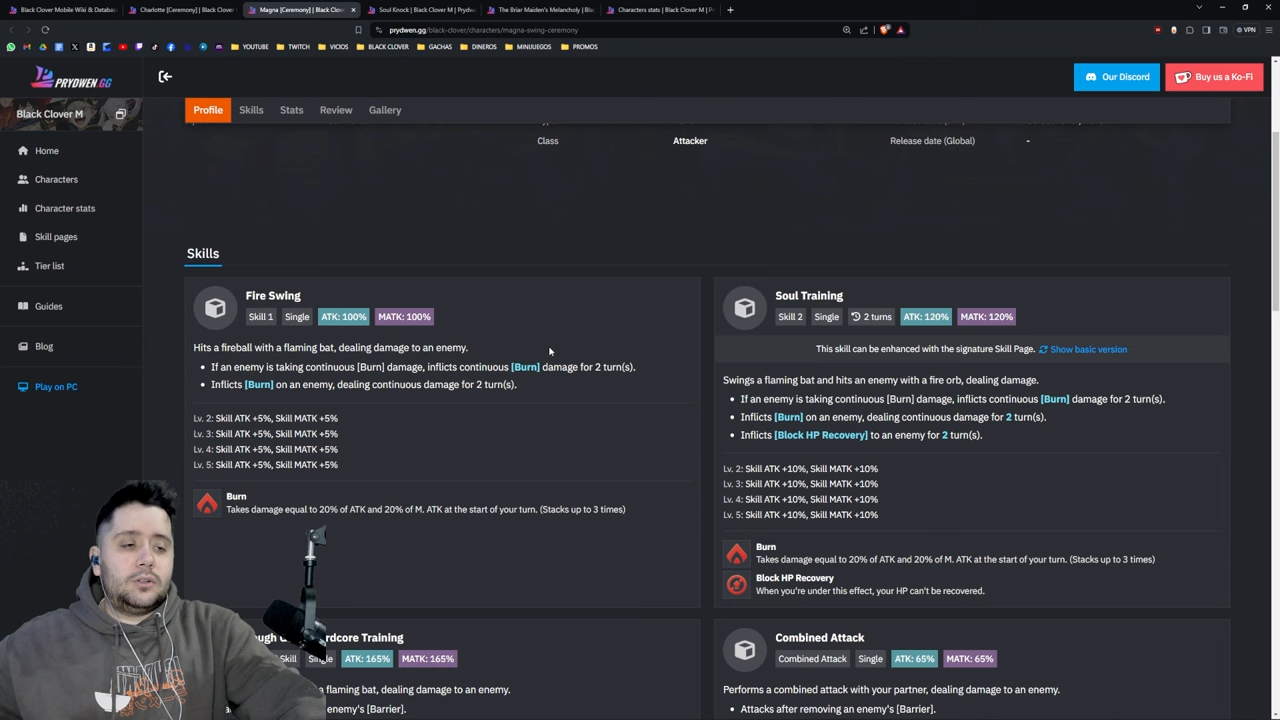 Black Clover Mobile Wiki & Databa
Charlotte [Ceremony] | Black Clover
Magna [Ceremony] | Black Clov
Soul Knock | Black Clover M | Prydw
The Briar Maiden's Melancholy | Bla
Characters stats | Black Clover M | P
prydwen.gg/black-clover/characters/magna-swing-ceremony
VPN
YOUTUBE
TWITCH
VICIOS
BLACK CLOVER
GACHAS
DINEROS
MINIJUEGOS
PROMOS
PRYDWEN.GG
Our Discord
Buy us a Ko-Fi
Black Clover M
Home
Characters
Character stats
Skill pages
Tier list
Guides
Blog
Play on PC
Profile
Skills
Stats
Review
Gallery
Class
Attacker
Release date (Global)
-
Skills
Fire Swing
Skill 1 Single ATK: 100% MATK: 100%
Hits a fireball with a flaming bat, dealing damage to an enemy.
• If an enemy is taking continuous [Burn] damage, inflicts continuous [Burn] damage for 2 turn(s).
• Inflicts [Burn] on an enemy, dealing continuous damage for 2 turn(s).
Lv. 2: Skill ATK +5%, Skill MATK +5%
Lv. 3: Skill ATK +5%, Skill MATK +5%
Lv. 4: Skill ATK +5%, Skill MATK +5%
Lv. 5: Skill ATK +5%, Skill MATK +5%
Burn
Takes damage equal to 20% of ATK and 20% of M. ATK at the start of your turn. (Stacks up to 3 times)
Soul Training
Skill 2 Single 2 turns ATK: 120% MATK: 120%
This skill can be enhanced with the signature Skill Page. Show basic version
Swings a flaming bat and hits an enemy with a fire orb, dealing damage.
• If an enemy is taking continuous [Burn] damage, inflicts continuous [Burn] damage for 2 turn(s).
• Inflicts [Burn] on an enemy, dealing continuous damage for 2 turn(s).
• Inflicts [Block HP Recovery] to an enemy for 2 turn(s).
Lv. 2: Skill ATK +10%, Skill MATK +10%
Lv. 3: Skill ATK +10%, Skill MATK +10%
Lv. 4: Skill ATK +10%, Skill MATK +10%
Lv. 5: Skill ATK +10%, Skill MATK +10%
Burn
Takes damage equal to 20% of ATK and 20% of M. ATK at the start of your turn. (Stacks up to 3 times)
Block HP Recovery
When you're under this effect, your HP can't be recovered.
Hardcore Training
Skill Single ATK: 165% MATK: 165%
a flaming bat, dealing damage to an enemy.
enemy's [Barrier].
Combined Attack
Combined Attack Single ATK: 65% MATK: 65%
Performs a combined attack with your partner, dealing damage to an enemy.
• Attacks after removing an enemy's [Barrier].